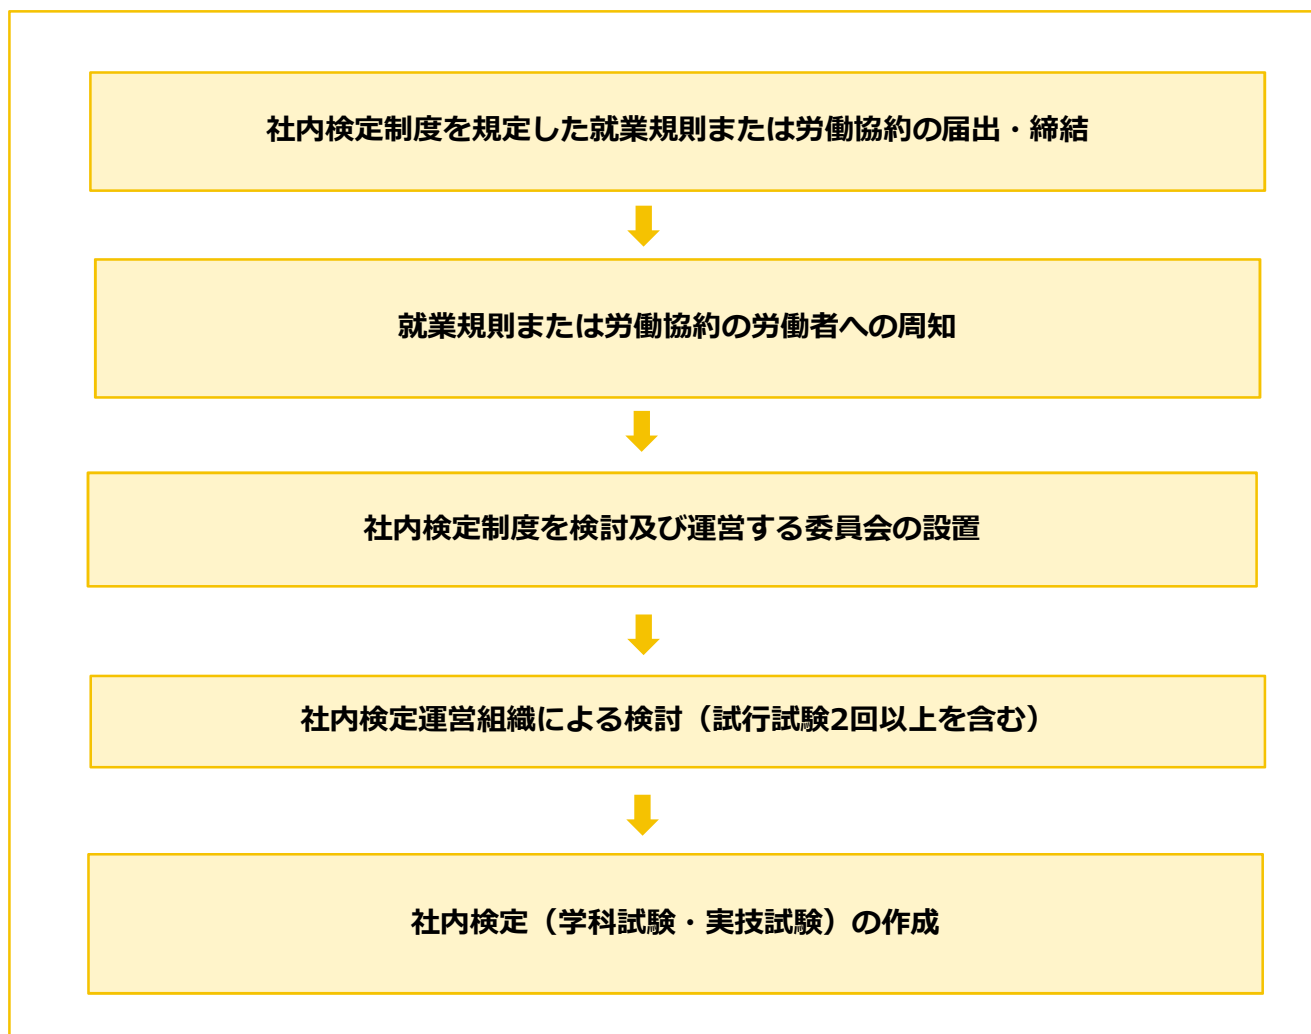 社内検定制度を規定した就業規則または労働協約の届出・締結
就業規則または労働協約の労働者への周知
社内検定制度を検討及び運営する委員会の設置
社内検定運営組織による検討（試行試験2回以上を含む）
社内検定（学科試験・実技試験）の作成